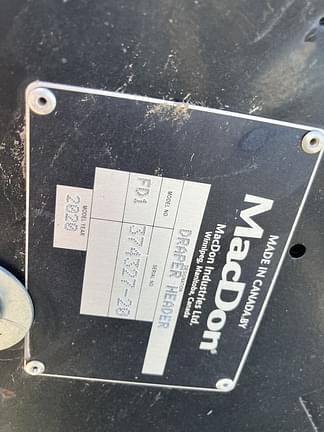 MADE IN CANADA BY
MacDon
MacDon Industries Ltd.
Winnipeg, Manitoba, Canada
DRAPER HEADER
MODEL NO.
FD1
SERIAL NO.
374327-20
MODEL YEAR
2020